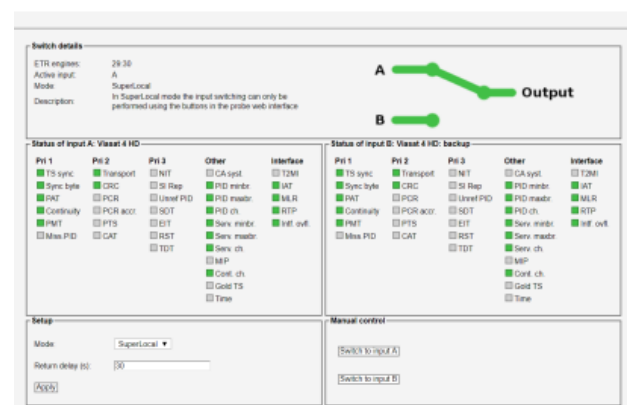 Switch details
ETR engines: 29:30
Active input: A
Mode: SuperLocal
Description: In SuperLocal mode the input switching can only be
performed using the buttons in the probe web interface
A
Output
B
Status of input A: Viasat 4 HD
Pri 1 Pri 2 Pri 3 Other Interface
TS sync Transport NIT CA syst. T2MI
Sync byte CRC SI Rep PID minbr. IAT
PAT PCR Unref PID PID maxbr. MLR
Continuity PCR accr. SDT PID ch. RTP
PMT PTS EIT Serv. minbr. Intf. ovfl.
Miss.PID CAT RST Serv. maxbr.
TDT Serv. ch.
MIP
Cont. ch.
Gold TS
Time
Status of input B: Viasat 4 HD: backup
Pri 1 Pri 2 Pri 3 Other Interface
TS sync Transport NIT CA syst. T2MI
Sync byte CRC SI Rep PID minbr. IAT
PAT PCR Unref PID PID maxbr. MLR
Continuity PCR accr. SDT PID ch. RTP
PMT PTS EIT Serv. minbr. Intf. ovfl.
Miss.PID CAT RST Serv. maxbr.
TDT Serv. ch.
MIP
Cont. ch.
Gold TS
Time
Setup
Mode: SuperLocal
Return delay (s): 30
Apply
Manual control
Switch to input A
Switch to input B